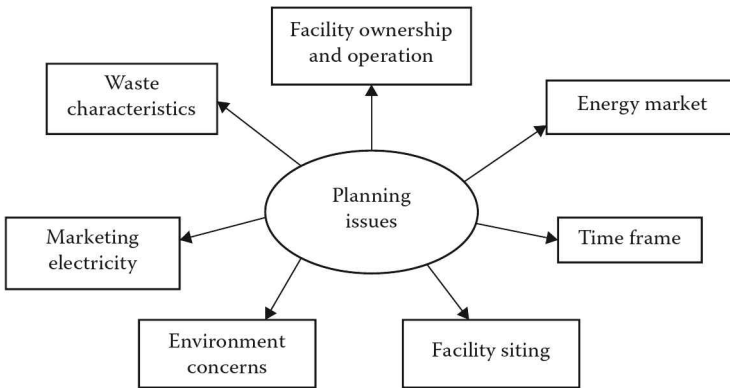 Facility ownership
and operation
Waste
characteristics
Energy market
Planning
issues
Marketing
electricity
Time frame
Environment
concerns
Facility siting